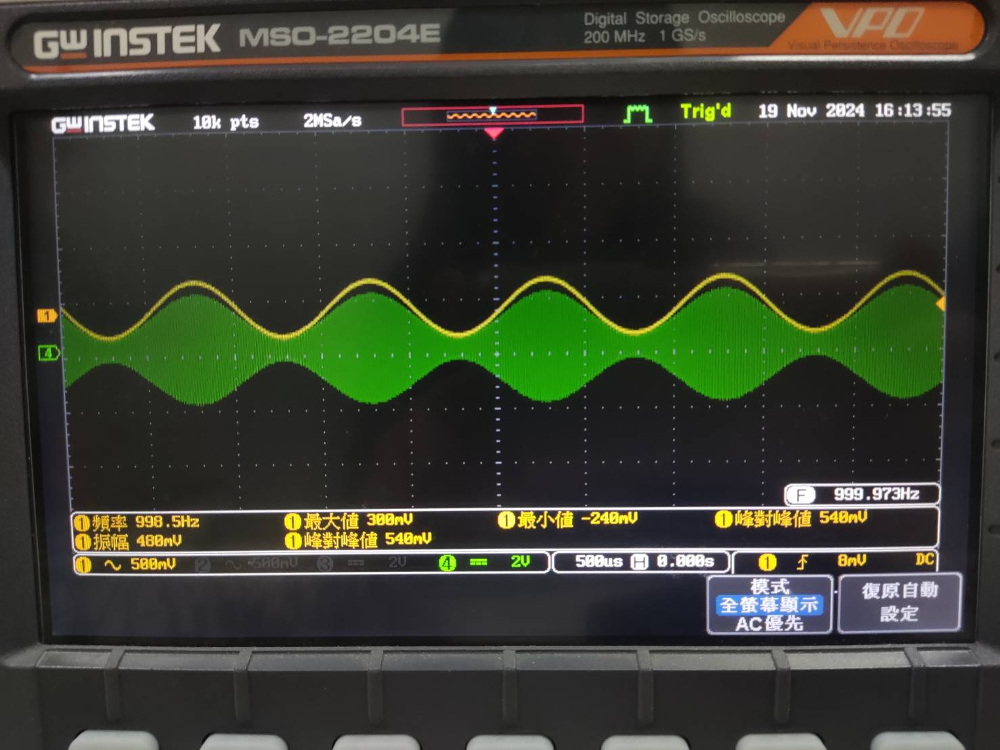 GW INSTEK MSO-2204E Digital Storage Oscilloscope
200 MHz 1 GS/s
VPO
Visual Persistence Oscilloscope
GW INSTEK 10k pts 2MSa/s Trig'd 19 Nov 2024 16:13:55
1
4
F 999.973Hz
1 頻率 998.5Hz 1 最大值 300mV 1 最小值 -240mV 1 峰對峰值 540mV
1 振幅 480mV 1 峰對峰值 540mV
1 500mV 2 500mV 3 2V 4 2V 500us H 0.000s 1 8mV DC
模式
全螢幕顯示
AC優先
復原自動
設定